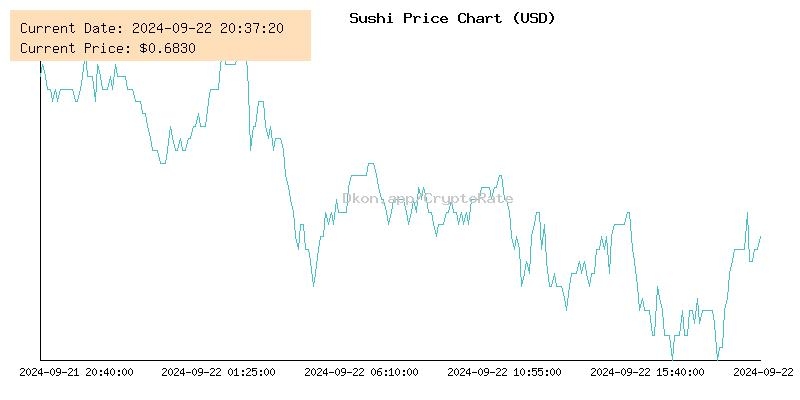 Sushi Price Chart (USD)
Current Date: 2024-09-22 20:37:20
Current Price: $0.6830
Dkon.app/CryptoRate
2024-09-21 20:40:00 2024-09-22 01:25:00 2024-09-22 06:10:00 2024-09-22 10:55:00 2024-09-22 15:40:00 2024-09-22